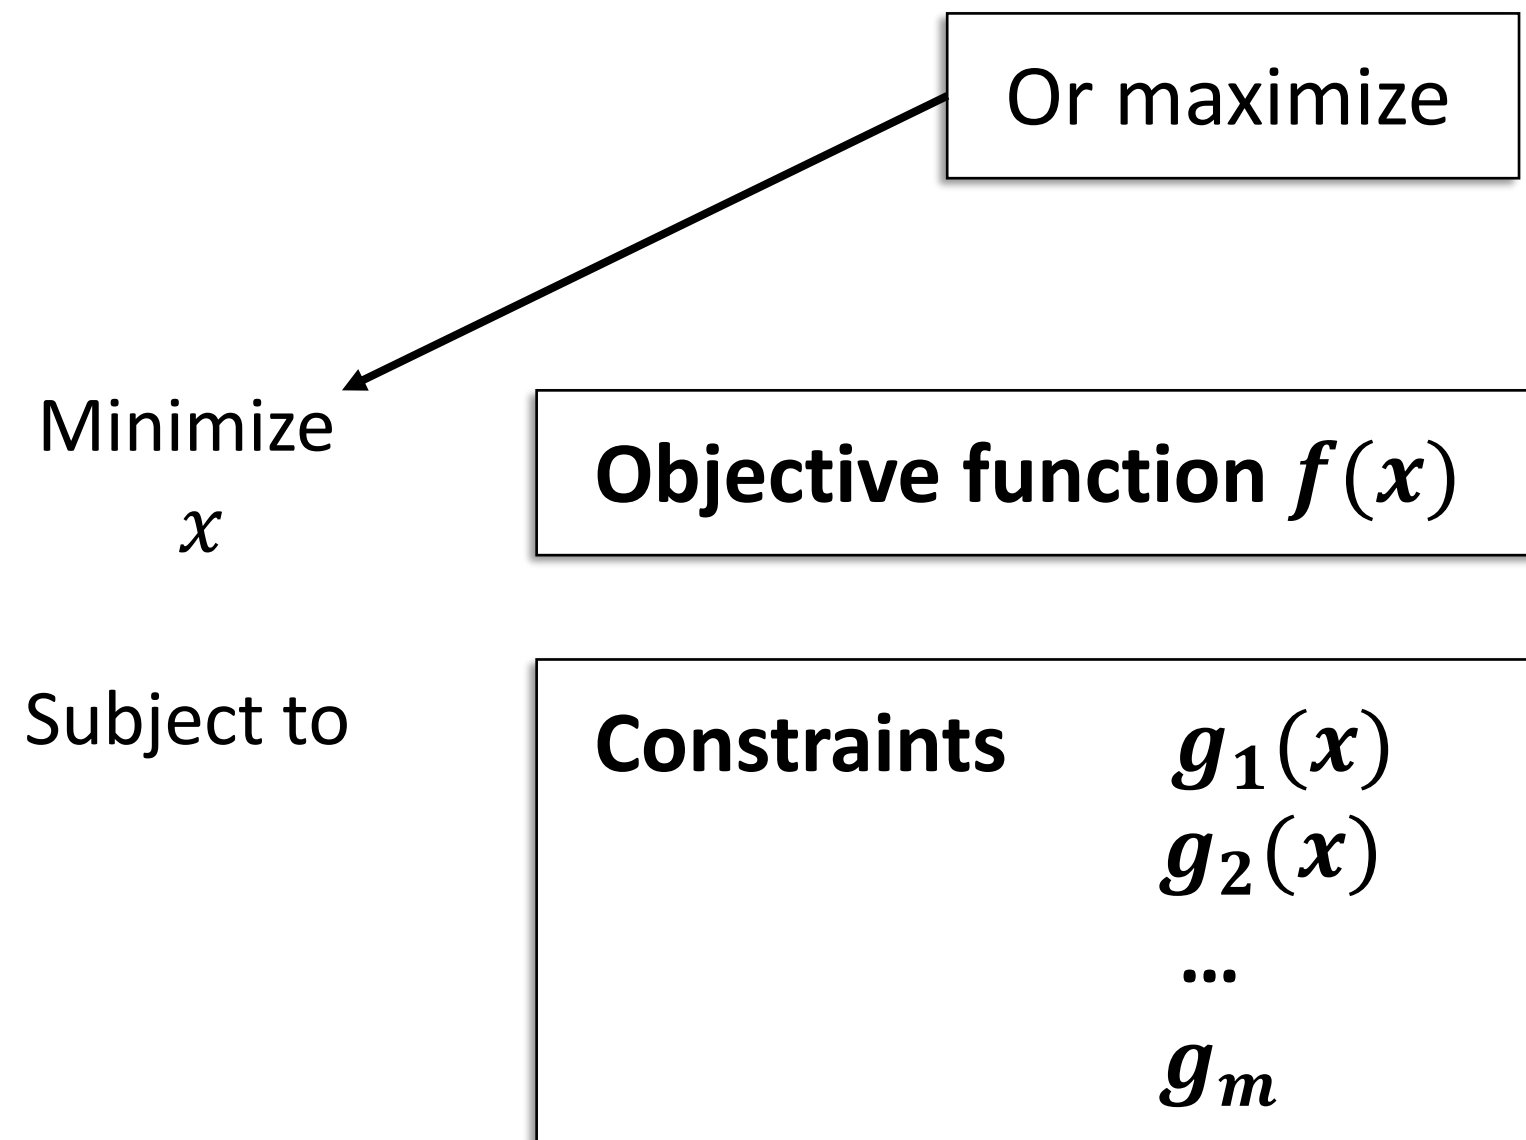 Or maximize
Minimize
x
Objective function f(x)
Subject to
Constraints g₁(x)
g₂(x)
...
gₘ